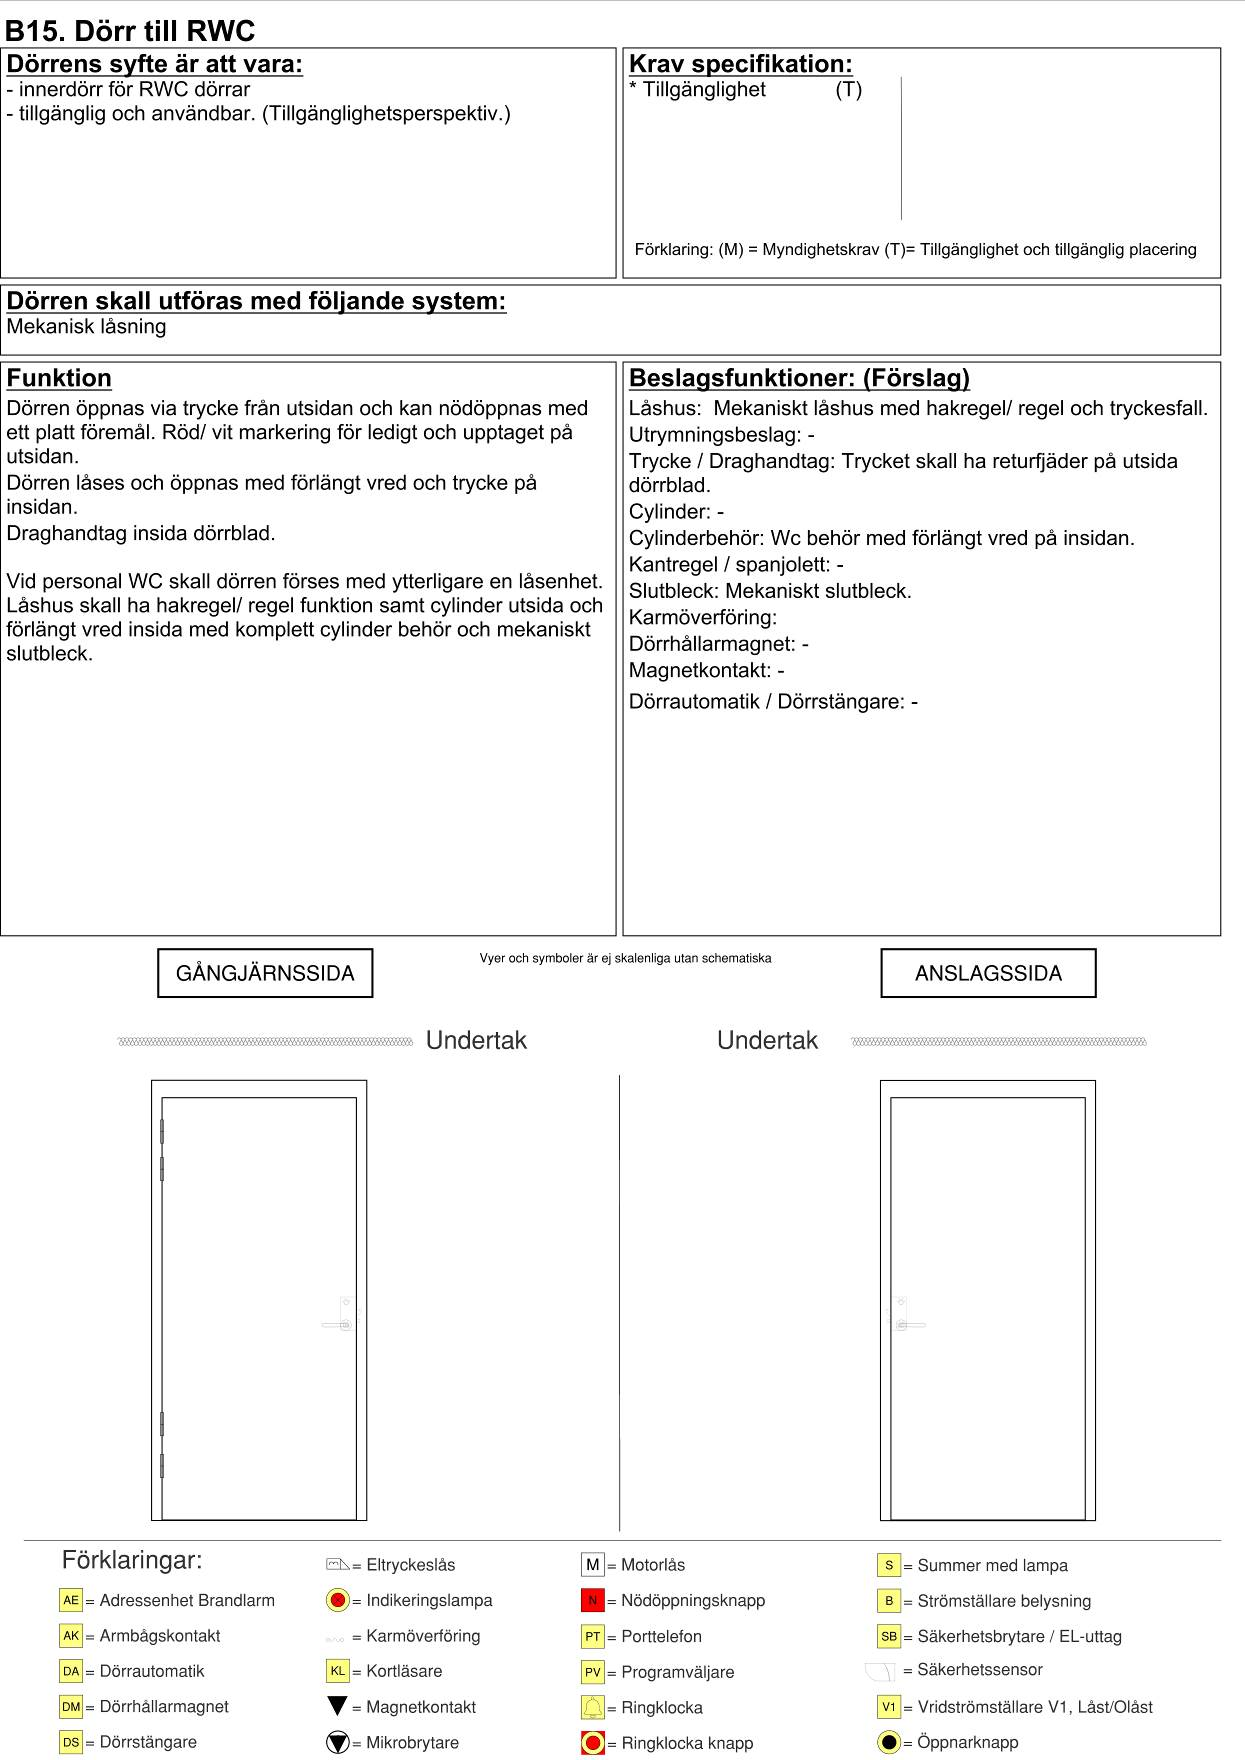 B15. Dörr till RWC
Dörrens syfte är att vara:
- innerdörr för RWC dörrar
- tillgänglig och användbar. (Tillgänglighetsperspektiv.)
Krav specifikation:
* Tillgänglighet (T)
Förklaring: (M) = Myndighetskrav (T)= Tillgänglighet och tillgänglig placering
Dörren skall utföras med följande system:
Mekanisk låsning
Funktion
Dörren öppnas via trycke från utsidan och kan nödöppnas med
ett platt föremål. Röd/ vit markering för ledigt och upptaget på
utsidan.
Dörren låses och öppnas med förlängt vred och trycke på
insidan.
Draghandtag insida dörrblad.
Vid personal WC skall dörren förses med ytterligare en låsenhet.
Låshus skall ha hakregel/ regel funktion samt cylinder utsida och
förlängt vred insida med komplett cylinder behör och mekaniskt
slutbleck.
Beslagsfunktioner: (Förslag)
Låshus: Mekaniskt låshus med hakregel/ regel och tryckesfall.
Utrymningsbeslag: -
Trycke / Draghandtag: Trycket skall ha returfjäder på utsida
dörrblad.
Cylinder: -
Cylinderbehör: Wc behör med förlängt vred på insidan.
Kantregel / spanjolett: -
Slutbleck: Mekaniskt slutbleck.
Karmöverföring:
Dörrhållarmagnet: -
Magnetkontakt: -
Dörrautomatik / Dörrstängare: -
GÅNGJÄRNSSIDA
Vyer och symboler är ej skalenliga utan schematiska
ANSLAGSSIDA
Undertak
Undertak
Förklaringar:
AE = Adressenhet Brandlarm
AK = Armbågskontakt
DA = Dörrautomatik
DM = Dörrhållarmagnet
DS = Dörrstängare
= Eltryckeslås
= Indikeringslampa
= Karmöverföring
KL = Kortläsare
= Magnetkontakt
= Mikrobrytare
M = Motorlås
N = Nödöppningsknapp
PT = Porttelefon
PV = Programväljare
= Ringklocka
= Ringklocka knapp
S = Summer med lampa
B = Strömställare belysning
SB = Säkerhetsbrytare / EL-uttag
= Säkerhetssensor
V1 = Vridströmställare V1, Låst/Olåst
= Öppnarknapp